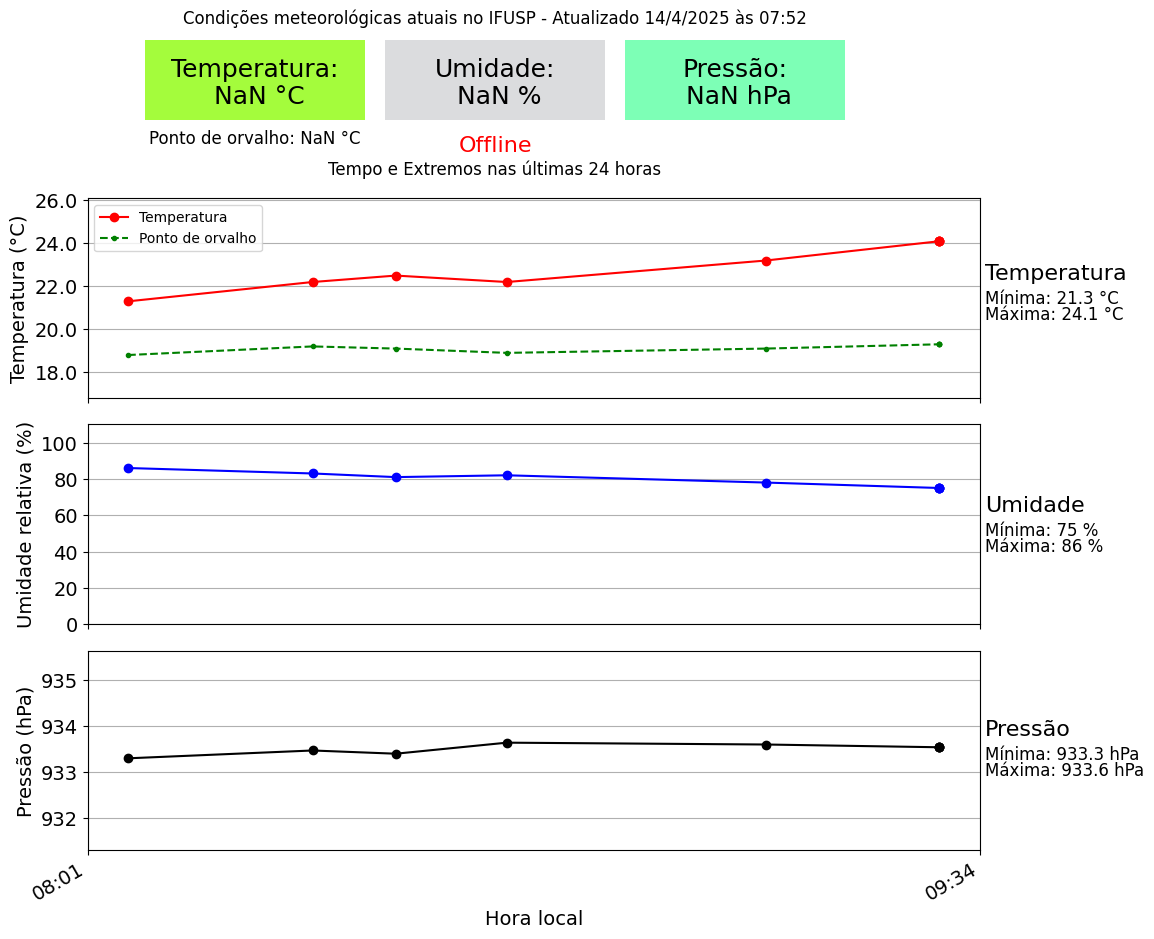 Condições meteorológicas atuais no IFUSP - Atualizado 14/4/2025 às 07:52
Temperatura:
NaN °C
Umidade:
NaN %
Pressão:
NaN hPa
Ponto de orvalho: NaN °C
Offline
Tempo e Extremos nas últimas 24 horas
Temperatura (°C)
26.0
24.0
22.0
20.0
18.0
Temperatura
Ponto de orvalho
Temperatura
Mínima: 21.3 °C
Máxima: 24.1 °C
Umidade relativa (%)
100
80
60
40
20
0
Umidade
Mínima: 75 %
Máxima: 86 %
Pressão (hPa)
935
934
933
932
Pressão
Mínima: 933.3 hPa
Máxima: 933.6 hPa
08:01
09:34
Hora local